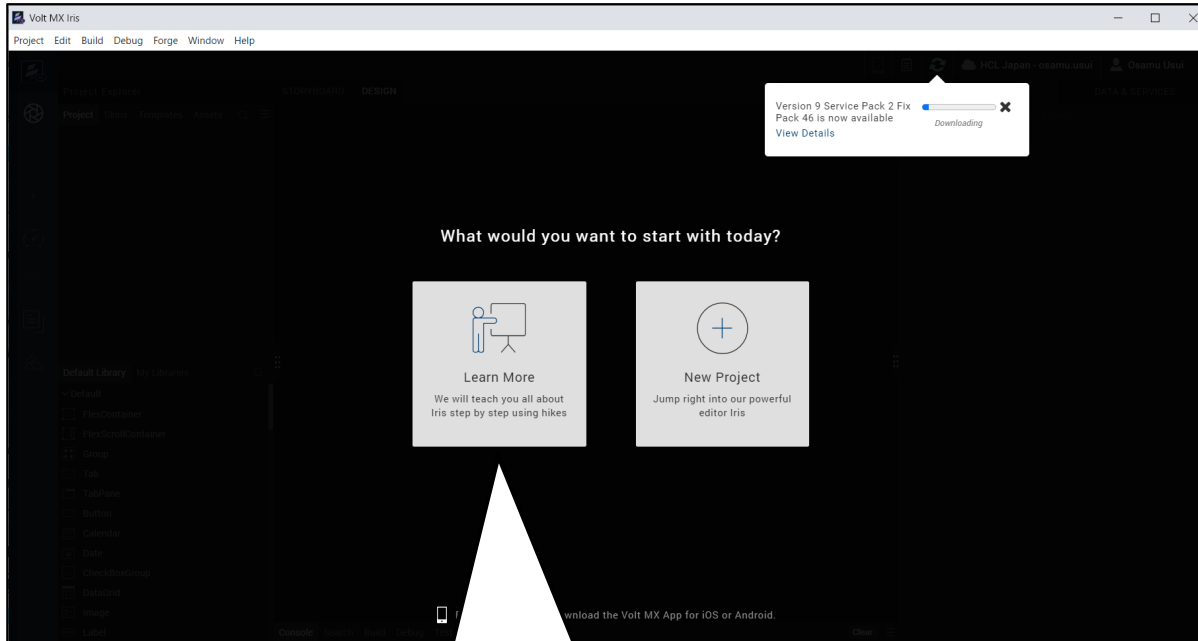 Volt MX Iris
Project Edit Build Debug Forge Window Help
HCL Japan - osamu.usui Osamu Usui
Project Explorer STORYBOARD DESIGN DATA & SERVICES
Project Skins Templates Assets
Version 9 Service Pack 2 Fix
Pack 46 is now available
View Details
Downloading
What would you want to start with today?
Learn More
We will teach you all about
Iris step by step using hikes
New Project
Jump right into our powerful
editor Iris
Default Library My Libraries
Default
FlexContainer
FlexScrollContainer
Group
Tab
TabPane
Button
Calendar
Date
CheckBoxGroup
DataGrid
Image
Label
wnload the Volt MX App for iOS or Android.
Console Search Build Debug Clear